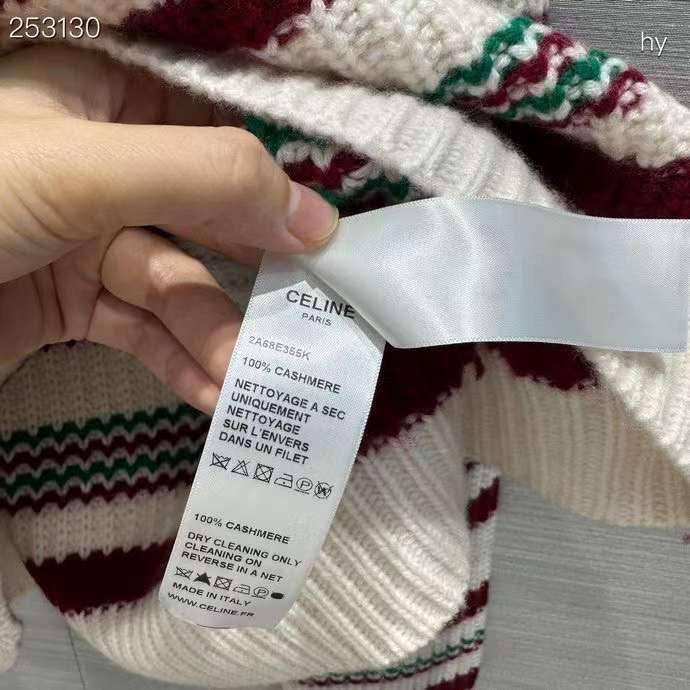 253130
hy
CELINE
PARIS
2A68E355K
100% CASHMERE
NETTOYAGE A SEC
UNIQUEMENT
NETTOYAGE
SUR L'ENVERS
DANS UN FILET
100% CASHMERE
DRY CLEANING ONLY
CLEANING ON
REVERSE IN A NET
MADE IN ITALY
WWW.CELINE.FR